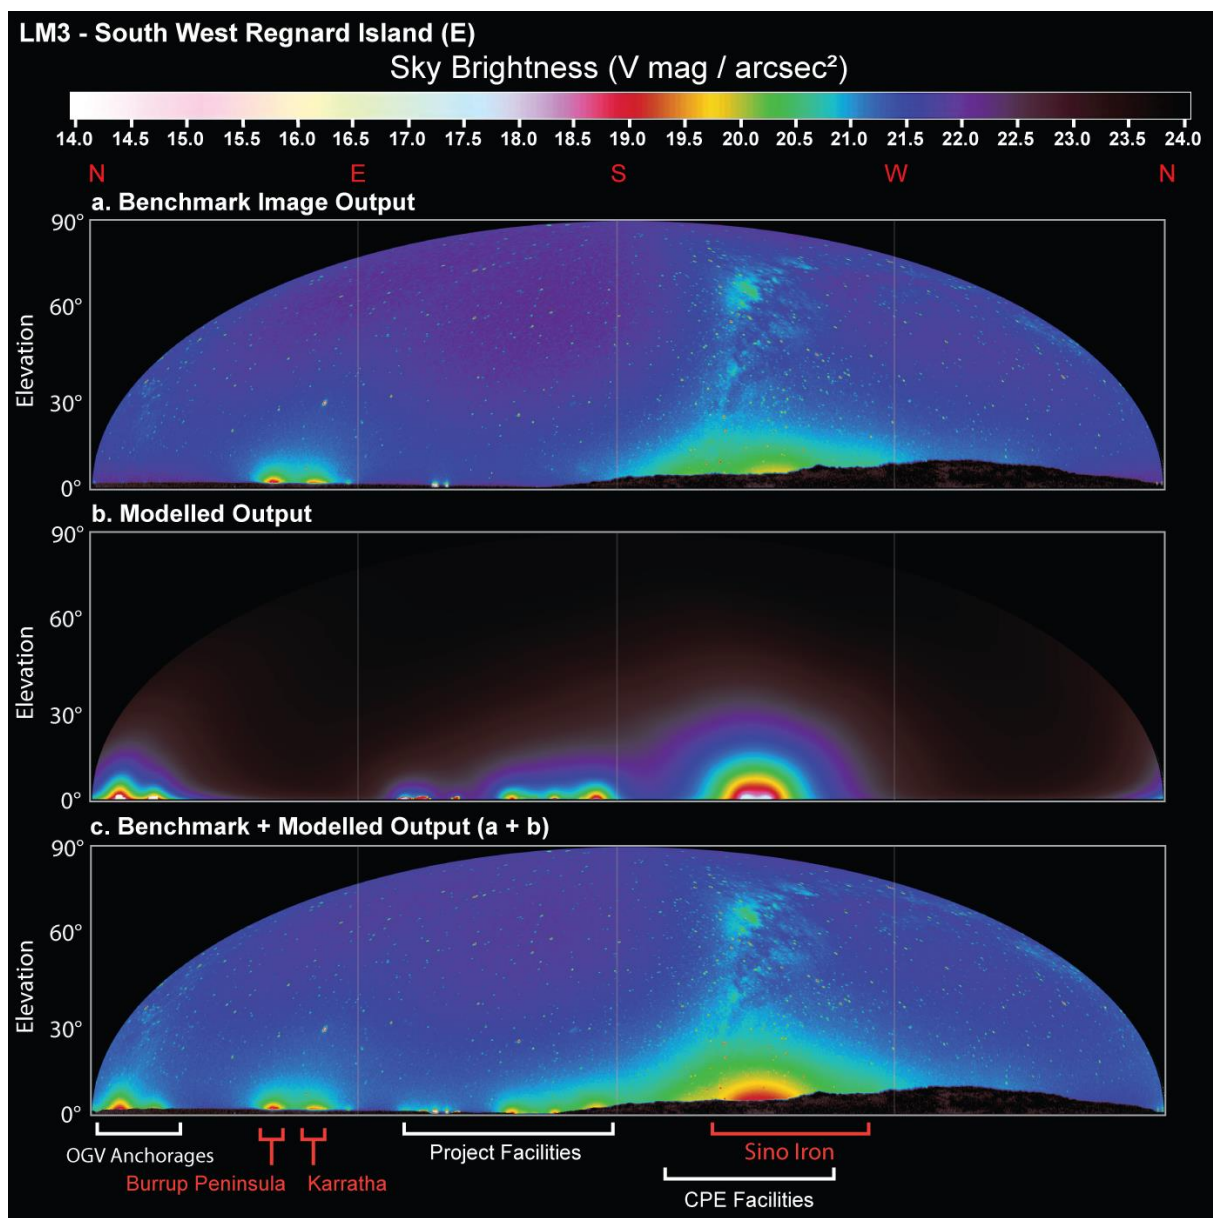 LM3 - South West Regnard Island (E)
Sky Brightness (V mag / arcsec²)
14.0 14.5 15.0 15.5 16.0 16.5 17.0 17.5 18.0 18.5 19.0 19.5 20.0 20.5 21.0 21.5 22.0 22.5 23.0 23.5 24.0
N E S W N
a. Benchmark Image Output
90°
60°
30°
0°
Elevation
b. Modelled Output
90°
60°
30°
0°
Elevation
c. Benchmark + Modelled Output (a + b)
90°
60°
30°
0°
Elevation
OGV Anchorages
Burrup Peninsula
Karratha
Project Facilities
Sino Iron
CPE Facilities